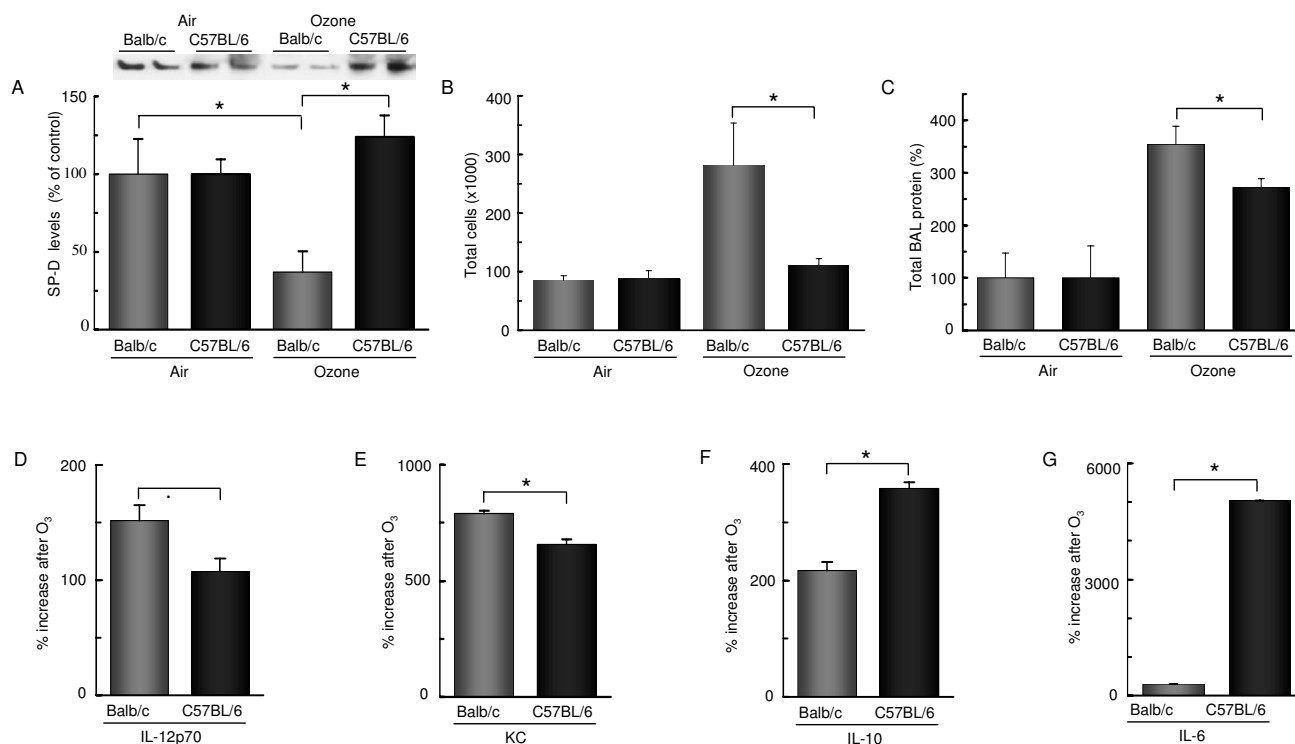 Air Ozone
Balb/c C57BL/6 Balb/c C57BL/6
A
SP-D levels (% of control)
150
125
100
50
25
0
*
*
Balb/c C57BL/6 Balb/c C57BL/6
Air Ozone
B
Total cells (x1000)
400
300
200
100
0
*
Balb/c C57BL/6 Balb/c C57BL/6
Air Ozone
C
Total BAL protein (%)
400
300
200
100
0
*
Balb/c C57BL/6 Balb/c C57BL/6
Air Ozone
D
% increase after O3
200
100
0
Balb/c C57BL/6
IL-12p70
E
% increase after O3
1000
500
0
*
Balb/c C57BL/6
KC
F
% increase after O3
400
200
0
*
Balb/c C57BL/6
IL-10
G
% increase after O3
6000
3000
0
*
Balb/c C57BL/6
IL-6